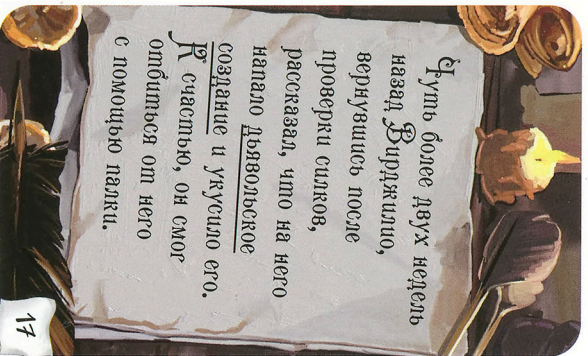 Чуть более двух недель
назад Вирджилио,
вернувшись после
проверки силков,
рассказал, что на него
напало дьявольское
создание и укусило его.
К счастью, он смог
отбиться от него
с помощью палки.
17